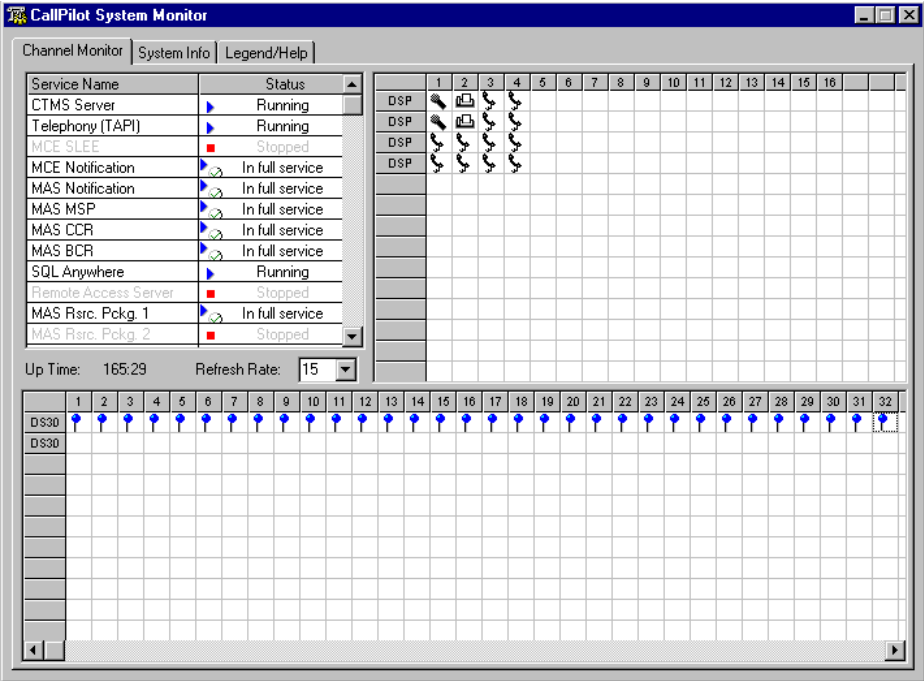 CallPilot System Monitor
Channel Monitor System Info Legend/Help
Service Name Status
CTMS Server Running
Telephony (TAPI) Running
MCE SLEE Stopped
MCE Notification In full service
MAS Notification In full service
MAS MSP In full service
MAS CCR In full service
MAS BCR In full service
SQL Anywhere Running
Remote Access Server Stopped
MAS Rsrc. Pckg. 1 In full service
MAS Rsrc. Pckg. 2 Stopped
Up Time: 165:29 Refresh Rate: 15
1 2 3 4 5 6 7 8 9 10 11 12 13 14 15 16
DSP
DSP
DSP
DSP
1 2 3 4 5 6 7 8 9 10 11 12 13 14 15 16 17 18 19 20 21 22 23 24 25 26 27 28 29 30 31 32
DS30
DS30